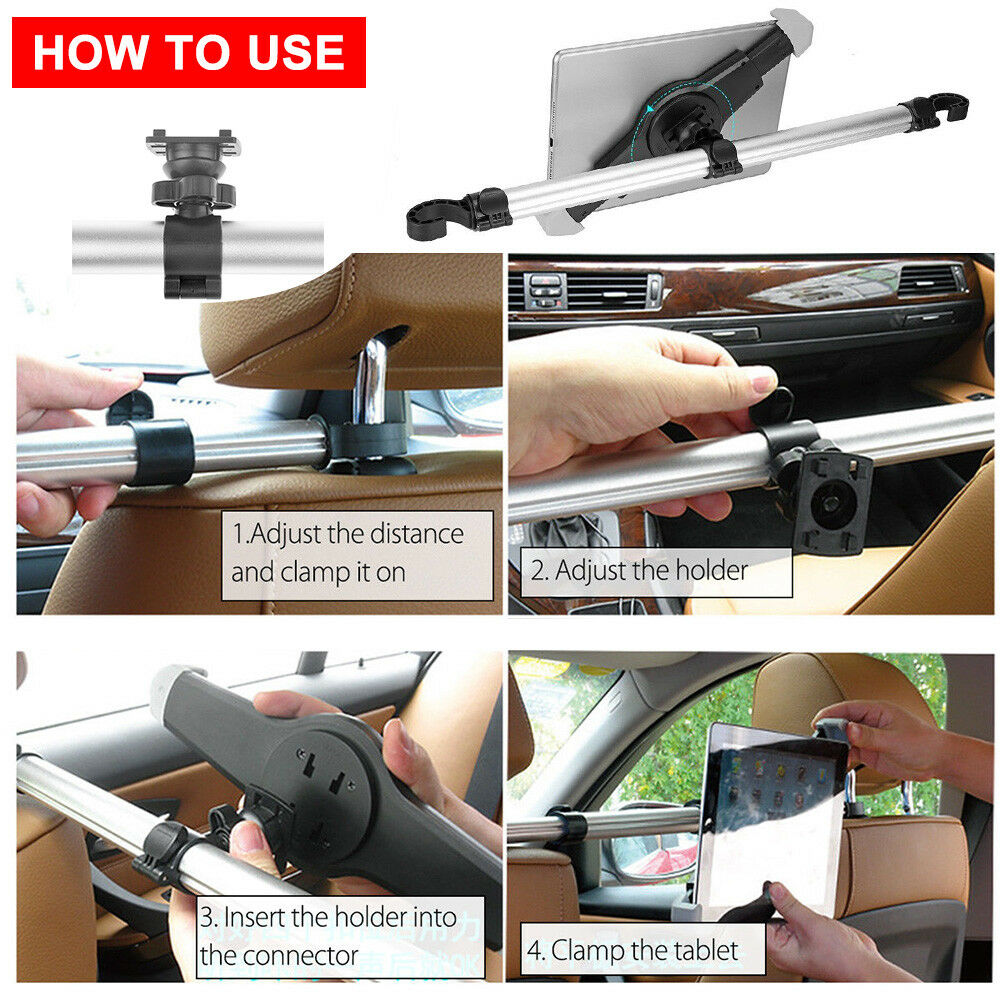 HOW TO USE
1.Adjust the distance
and clamp it on
2. Adjust the holder
3. Insert the holder into
the connector
4. Clamp the tablet